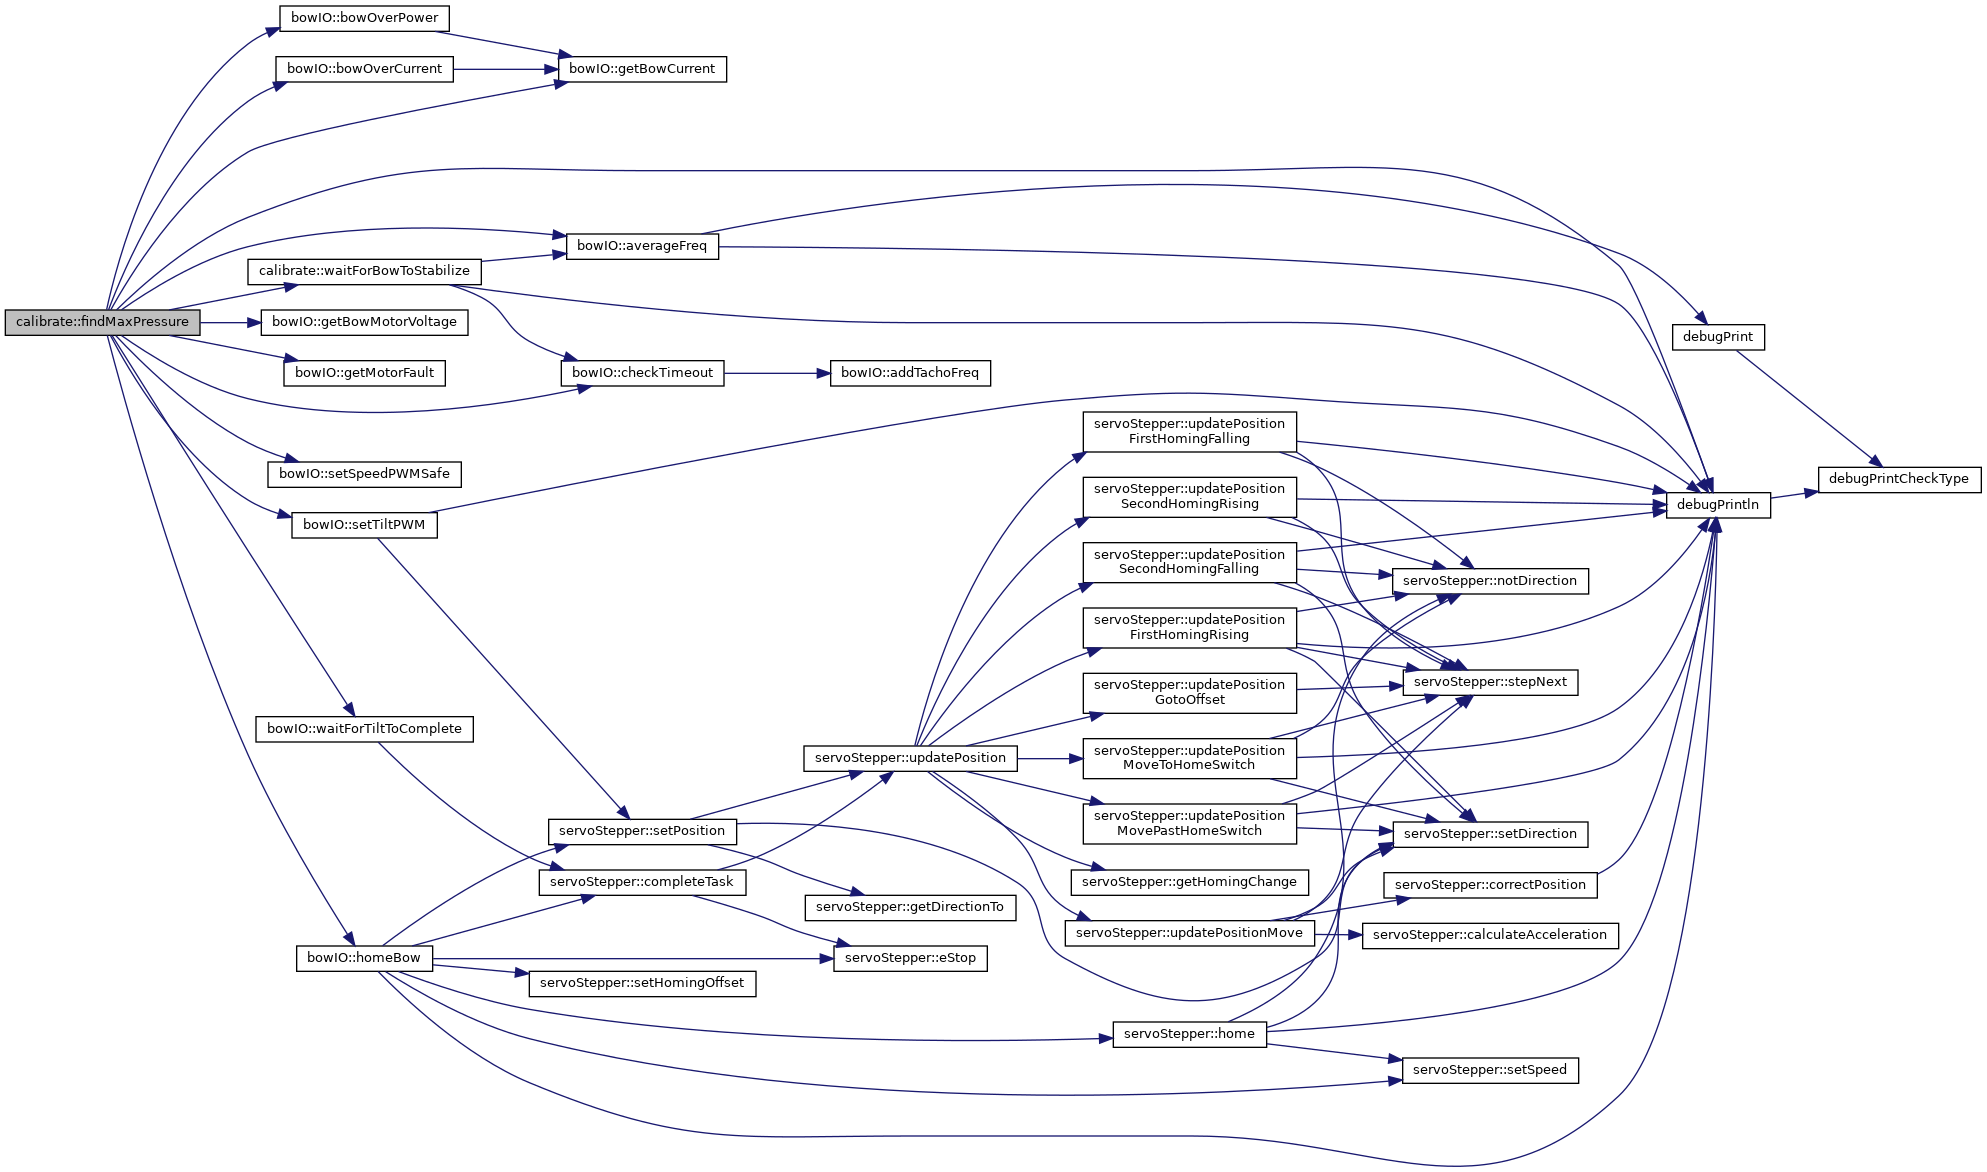 bowIO::bowOverPower
bowIO::bowOverCurrent
bowIO::getBowCurrent
bowIO::averageFreq
calibrate::waitForBowToStabilize
calibrate::findMaxPressure
bowIO::getBowMotorVoltage
debugPrint
bowIO::getMotorFault
bowIO::checkTimeout
bowIO::addTachoFreq
servoStepper::updatePosition
FirstHomingFalling
bowIO::setSpeedPWMSafe
debugPrintCheckType
servoStepper::updatePosition
SecondHomingRising
debugPrintln
bowIO::setTiltPWM
servoStepper::updatePosition
SecondHomingFalling
servoStepper::notDirection
servoStepper::updatePosition
FirstHomingRising
servoStepper::updatePosition
GotoOffset
servoStepper::stepNext
bowIO::waitForTiltToComplete
servoStepper::updatePosition
servoStepper::updatePosition
MoveToHomeSwitch
servoStepper::updatePosition
MovePastHomeSwitch
servoStepper::setPosition
servoStepper::setDirection
servoStepper::completeTask
servoStepper::getHomingChange
servoStepper::correctPosition
servoStepper::getDirectionTo
servoStepper::updatePositionMove
servoStepper::calculateAcceleration
bowIO::homeBow
servoStepper::eStop
servoStepper::setHomingOffset
servoStepper::home
servoStepper::setSpeed